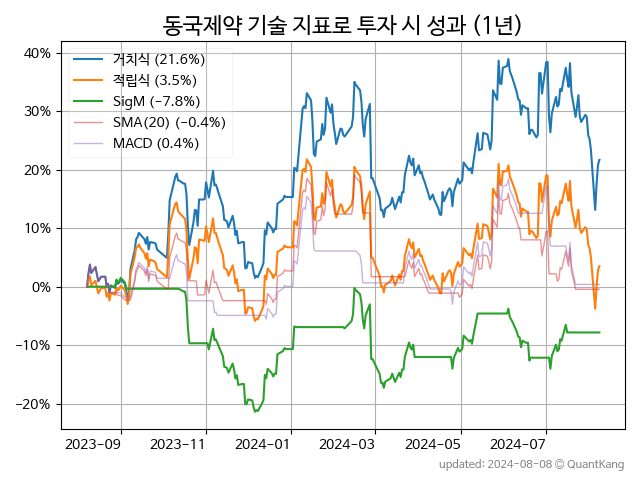 동국제약 기술 지표로 투자 시 성과 (1년)
거치식 (21.6%)
적립식 (3.5%)
SigM (−7.8%)
SMA(20) (−0.4%)
MACD (0.4%)
40%
30%
20%
10%
0%
−10%
−20%
2023-09 2023-11 2024-01 2024-03 2024-05 2024-07
updated: 2024-08-08 © QuantKang